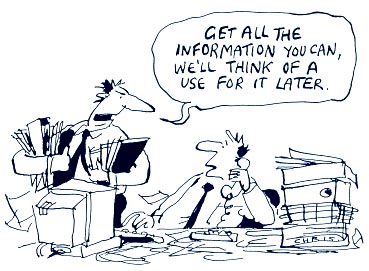 GET ALL THE
INFORMATION YOU CAN,
WE'LL THINK OF A
USE FOR IT LATER.
CHRIS